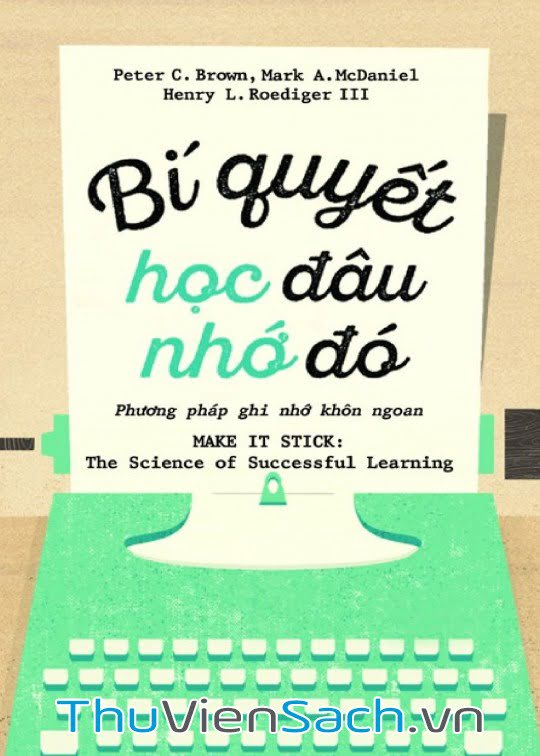 Peter C. Brown, Mark A. McDaniel
Henry L. Roediger III
Bí quyết
học đâu
nhớ đó
Phương pháp ghi nhớ khôn ngoan
MAKE IT STICK:
The Science of Successful Learning
ThuVienSach.vn